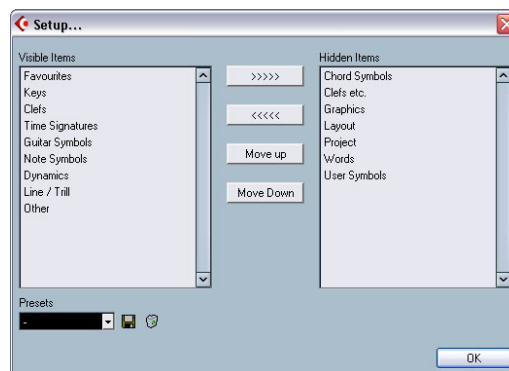 Setup...
Visible Items
Favourites
Keys
Clefs
Time Signatures
Guitar Symbols
Note Symbols
Dynamics
Line / Trill
Other
>>>>>
<<<<<
Move up
Move Down
Hidden Items
Chord Symbols
Clefs etc.
Graphics
Layout
Project
Words
User Symbols
Presets
-
OK